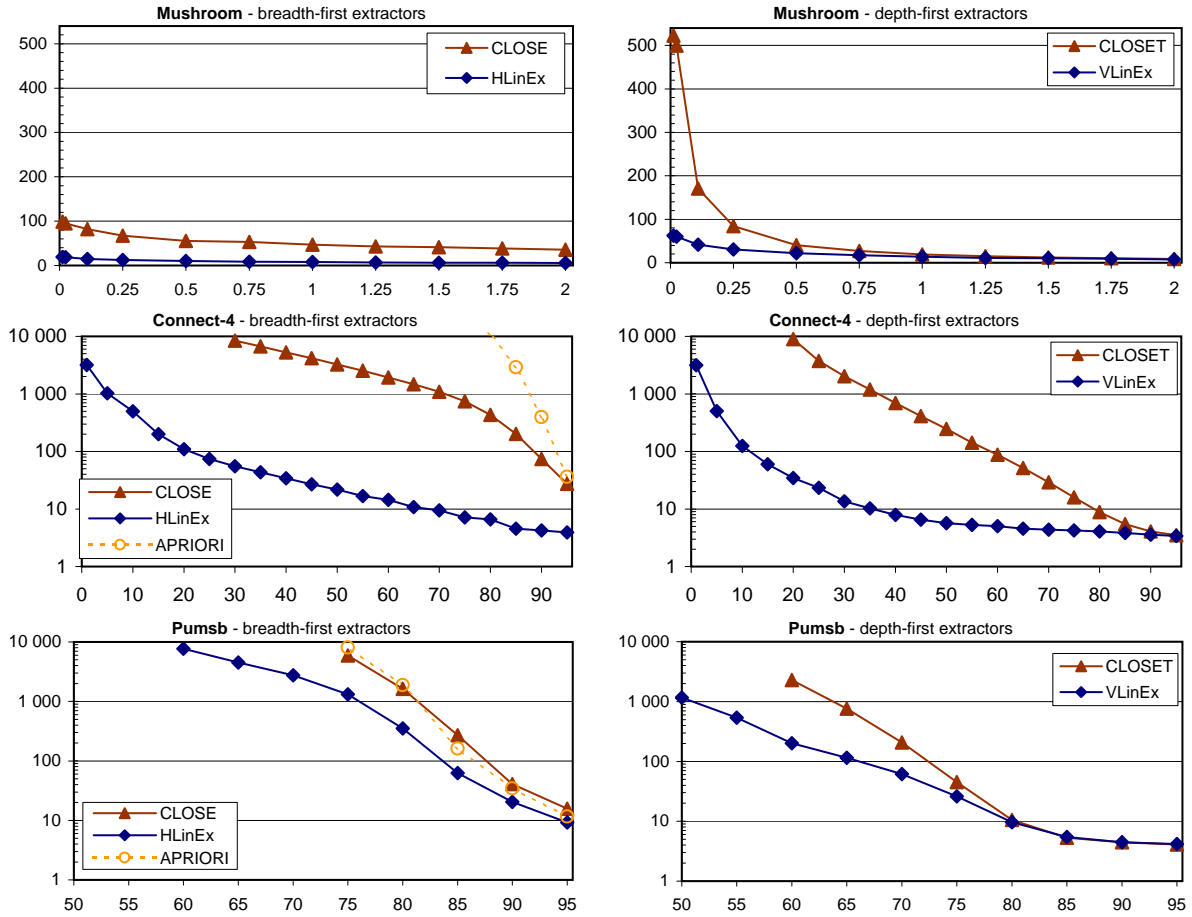 Mushroom - breadth-first extractors
500
400
300
200
100
0
0 0.25 0.5 0.75 1 1.25 1.5 1.75 2
CLOSE
HLinEx
Mushroom - depth-first extractors
500
400
300
200
100
0
0 0.25 0.5 0.75 1 1.25 1.5 1.75 2
CLOSET
VLinEx
Connect-4 - breadth-first extractors
10 000
1 000
100
10
1
0 10 20 30 40 50 60 70 80 90
CLOSE
HLinEx
APRIORI
Connect-4 - depth-first extractors
10 000
1 000
100
10
1
0 10 20 30 40 50 60 70 80 90
CLOSET
VLinEx
Pumsb - breadth-first extractors
10 000
1 000
100
10
1
50 55 60 65 70 75 80 85 90 95
CLOSE
HLinEx
APRIORI
Pumsb - depth-first extractors
10 000
1 000
100
10
1
50 55 60 65 70 75 80 85 90 95
CLOSET
VLinEx